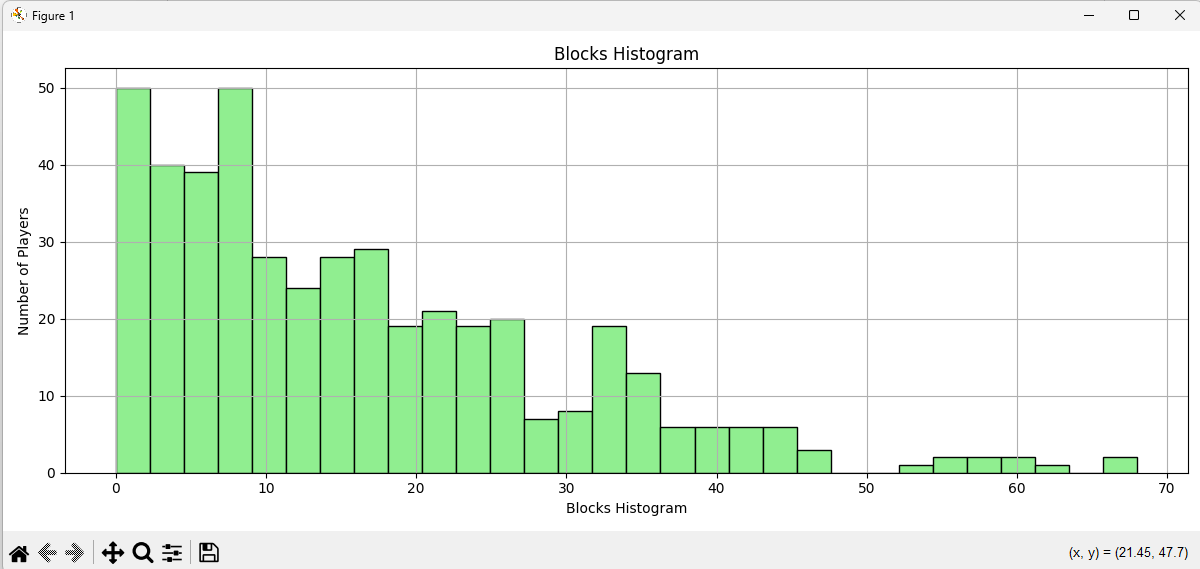 Figure 1
Blocks Histogram
50
40
30
20
10
0
Number of Players
0 10 20 30 40 50 60 70
Blocks Histogram
(x, y) = (21.45, 47.7)